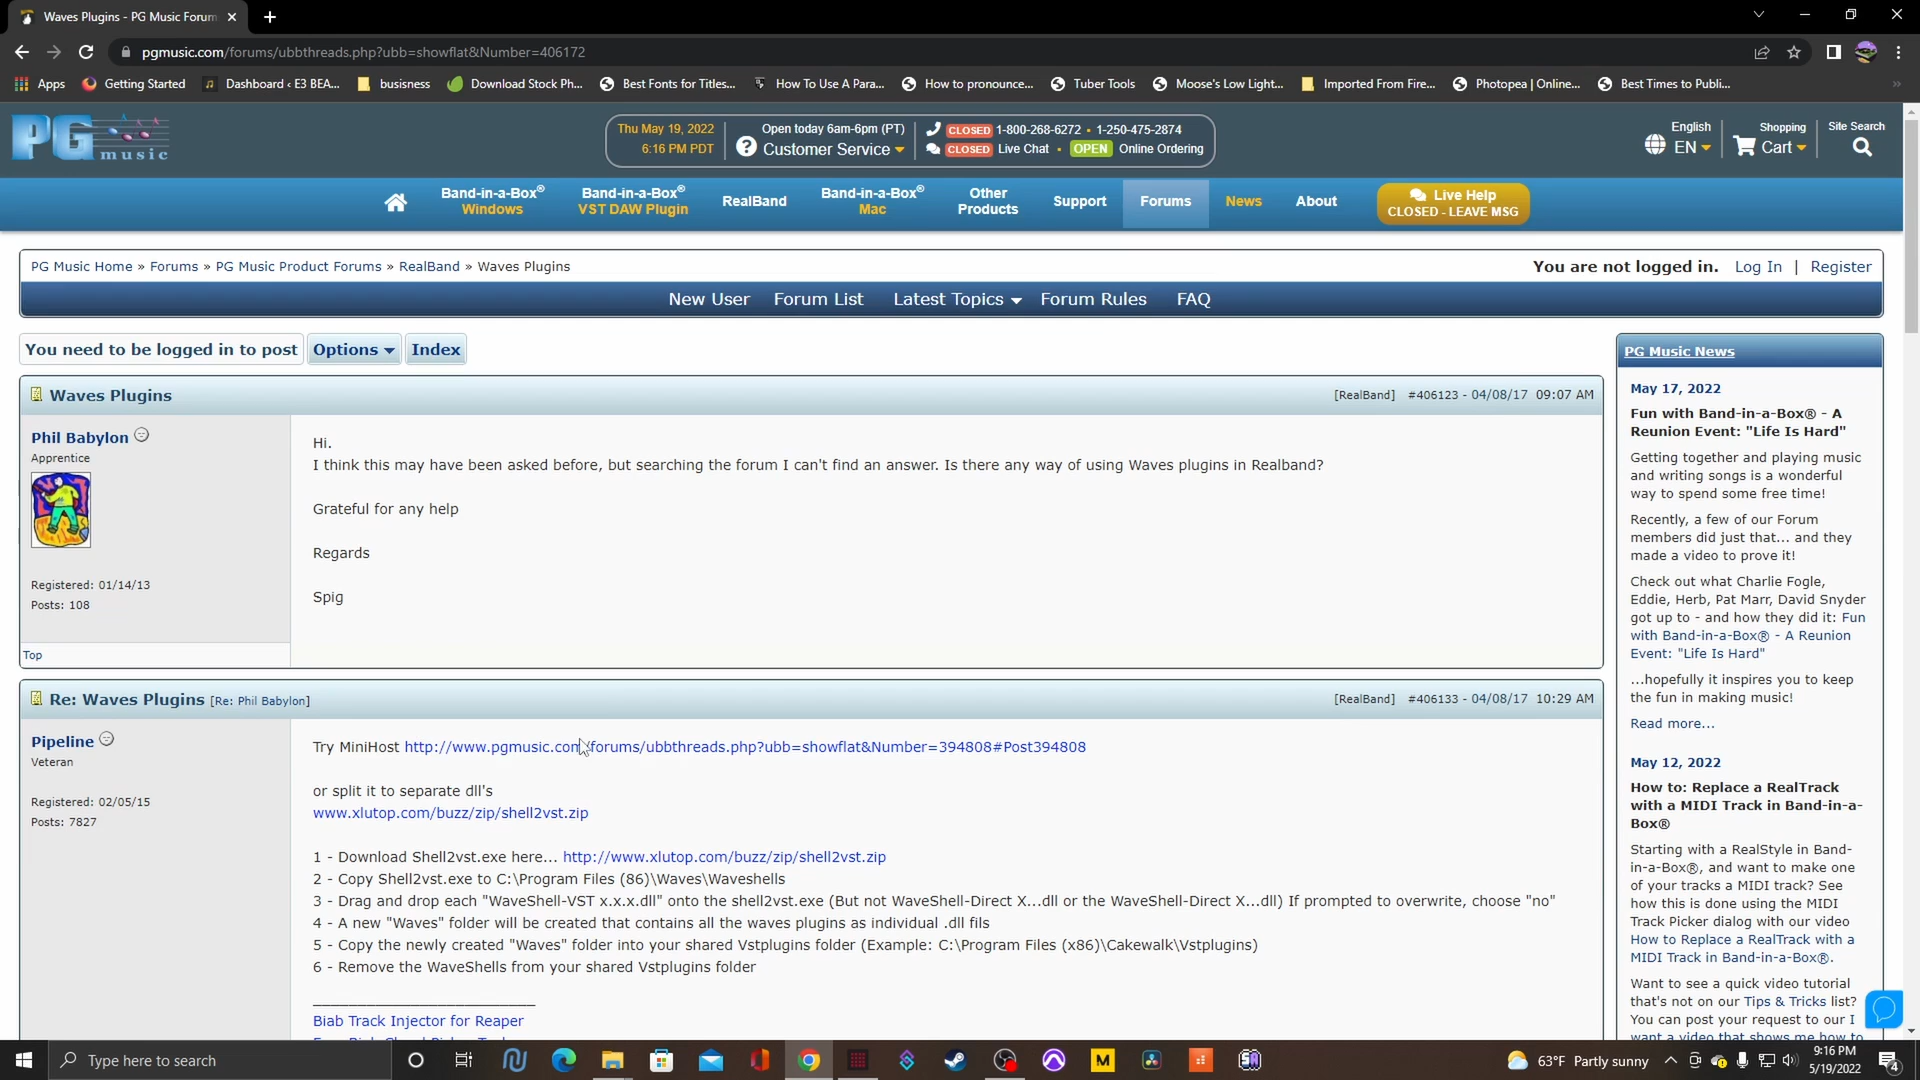 Waves Plugins - PG Music Forum
pgmusic.com/forums/ubbthreads.php?ubb=showflat&Number=406172
Apps
Getting Started
Dashboard ‹ E3 BEA...
busisness
Download Stock Ph...
Best Fonts for Titles...
How To Use A Para...
How to pronounce...
Tuber Tools
Moose's Low Light...
Imported From Fire...
Photopea | Online...
Best Times to Publi...
PG music
Thu May 19, 2022
6:16 PM PDT
Open today 6am-6pm (PT)
Customer Service
CLOSED 1-800-268-6272 • 1-250-475-2874
CLOSED Live Chat • OPEN Online Ordering
English
EN
Shopping
Cart
Site Search
Band-in-a-Box®
Windows
Band-in-a-Box®
VST DAW Plugin
RealBand
Band-in-a-Box®
Mac
Other
Products
Support
Forums
News
About
Live Help
CLOSED - LEAVE MSG
PG Music Home » Forums » PG Music Product Forums » RealBand » Waves Plugins
You are not logged in. Log In | Register
New User Forum List Latest Topics Forum Rules FAQ
You need to be logged in to post Options Index
Waves Plugins
[RealBand] #406123 - 04/08/17 09:07 AM
Phil Babylon
Apprentice
Registered: 01/14/13
Posts: 108
Top
Hi.
I think this may have been asked before, but searching the forum I can't find an answer. Is there any way of using Waves plugins in Realband?
Grateful for any help
Regards
Spig
Re: Waves Plugins [Re: Phil Babylon]
[RealBand] #406133 - 04/08/17 10:29 AM
Pipeline
Veteran
Registered: 02/05/15
Posts: 7827
Try MiniHost http://www.pgmusic.com/forums/ubbthreads.php?ubb=showflat&Number=394808#Post394808
or split it to separate dll's
www.xlutop.com/buzz/zip/shell2vst.zip
1 - Download Shell2vst.exe here... http://www.xlutop.com/buzz/zip/shell2vst.zip
2 - Copy Shell2vst.exe to C:\Program Files (86)\Waves\Waveshells
3 - Drag and drop each "WaveShell-VST x.x.x.dll" onto the shell2vst.exe (But not WaveShell-Direct X...dll or the WaveShell-Direct X...dll) If prompted to overwrite, choose "no"
4 - A new "Waves" folder will be created that contains all the waves plugins as individual .dll fils
5 - Copy the newly created "Waves" folder into your shared Vstplugins folder (Example: C:\Program Files (x86)\Cakewalk\Vstplugins)
6 - Remove the WaveShells from your shared Vstplugins folder
_________________________
Biab Track Injector for Reaper
PG Music News
May 17, 2022
Fun with Band-in-a-Box® - A
Reunion Event: "Life Is Hard"
Getting together and playing music
and writing songs is a wonderful
way to spend some free time!
Recently, a few of our Forum
members did just that... and they
made a video to prove it!
Check out what Charlie Fogle,
Eddie, Herb, Pat Marr, David Snyder
got up to - and how they did it: Fun
with Band-in-a-Box® - A Reunion
Event: "Life Is Hard"
...hopefully it inspires you to keep
the fun in making music!
Read more...
May 12, 2022
How to: Replace a RealTrack
with a MIDI Track in Band-in-a-
Box®
Starting with a RealStyle in Band-
in-a-Box®, and want to make one
of your tracks a MIDI track? See
how this is done using the MIDI
Track Picker dialog with our video
How to Replace a RealTrack with a
MIDI Track in Band-in-a-Box®.
Want to see a quick video tutorial
that's not on our Tips & Tricks list?
You can post your request to our I
want a video that shows me how to
Type here to search
63°F Partly sunny
9:16 PM
5/19/2022
4